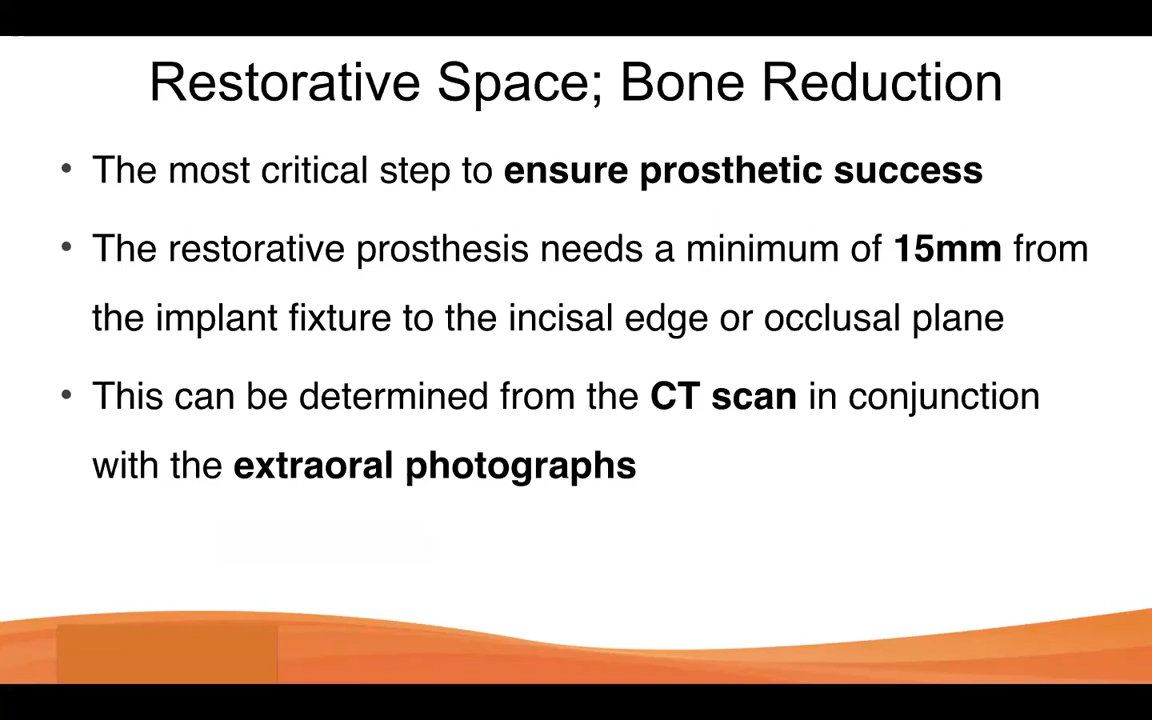 Restorative Space; Bone Reduction
• The most critical step to ensure prosthetic success
• The restorative prosthesis needs a minimum of 15mm from
the implant fixture to the incisal edge or occlusal plane
• This can be determined from the CT scan in conjunction
with the extraoral photographs